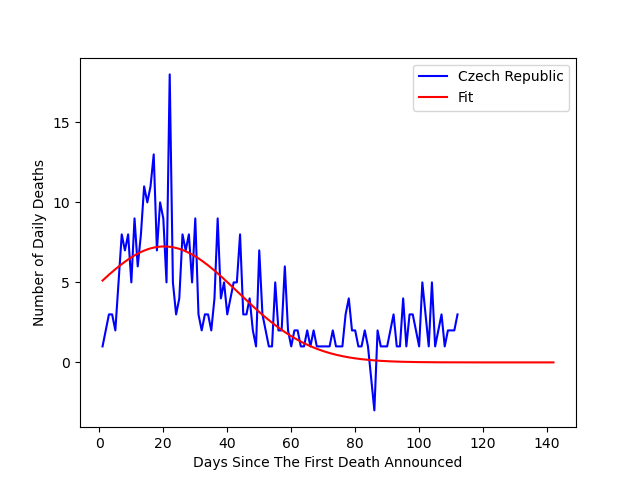 Czech Republic
Fit
15
10
5
0
Number of Daily Deaths
0 20 40 60 80 100 120 140
Days Since The First Death Announced